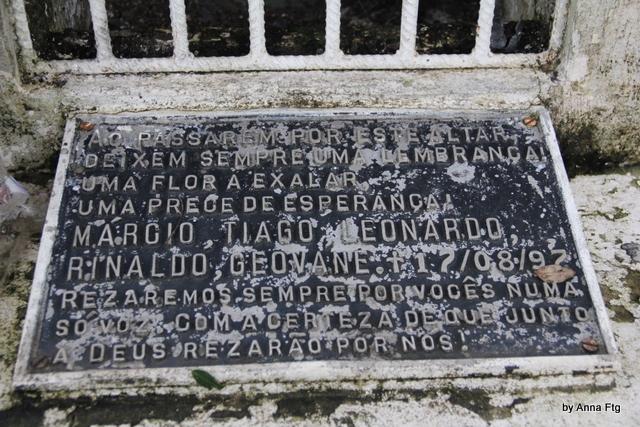 AO PASSAREM POR ESTE ALTAR,
DEIXEM SEMPRE UMA LEMBRANÇA!
UMA FLOR A EXALAR,
UMA PRECE DE ESPERANÇA!
MÁRCIO, TIAGO, LEONARDO,
RINALDO, GEOVANE. † 17/08/97
REZAREMOS SEMPRE POR VOCÊS NUMA
SÓ VOZ, COM A CERTEZA DE QUE JUNTO
A DEUS REZARÃO POR NÓS!
by Anna Ftg